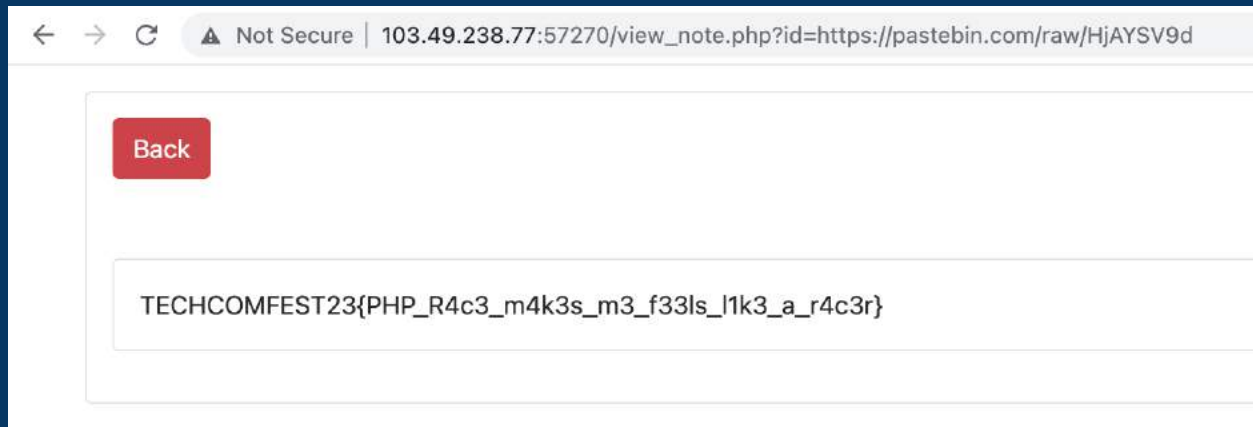 Not Secure | 103.49.238.77:57270/view_note.php?id=https://pastebin.com/raw/HjAYSV9d
Back
TECHCOMFEST23{PHP_R4c3_m4k3s_m3_f33ls_l1k3_a_r4c3r}